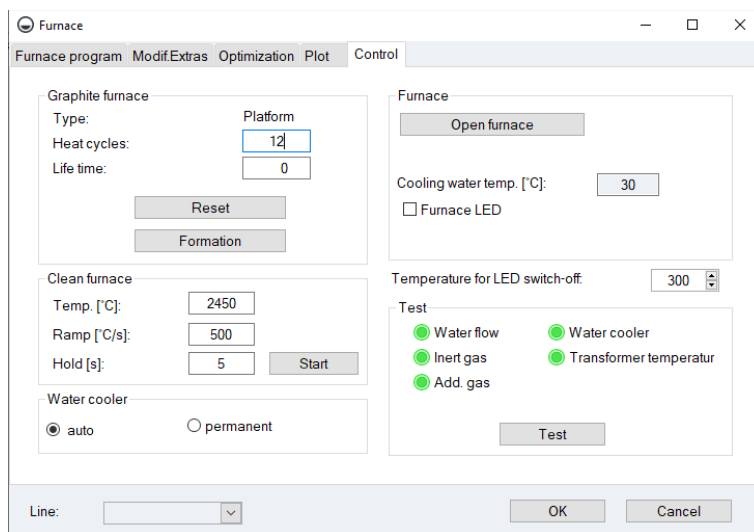 Furnace
Furnace program Modif.Extras Optimization Plot Control
Graphite furnace
Type: Platform
Heat cycles: 12
Life time: 0
Reset
Formation
Clean furnace
Temp. [°C]: 2450
Ramp [°C/s]: 500
Hold [s]: 5 Start
Water cooler
auto permanent
Furnace
Open furnace
Cooling water temp. [°C]: 30
Furnace LED
Temperature for LED switch-off: 300
Test
Water flow Water cooler
Inert gas Transformer temperatur
Add. gas
Test
Line: OK Cancel